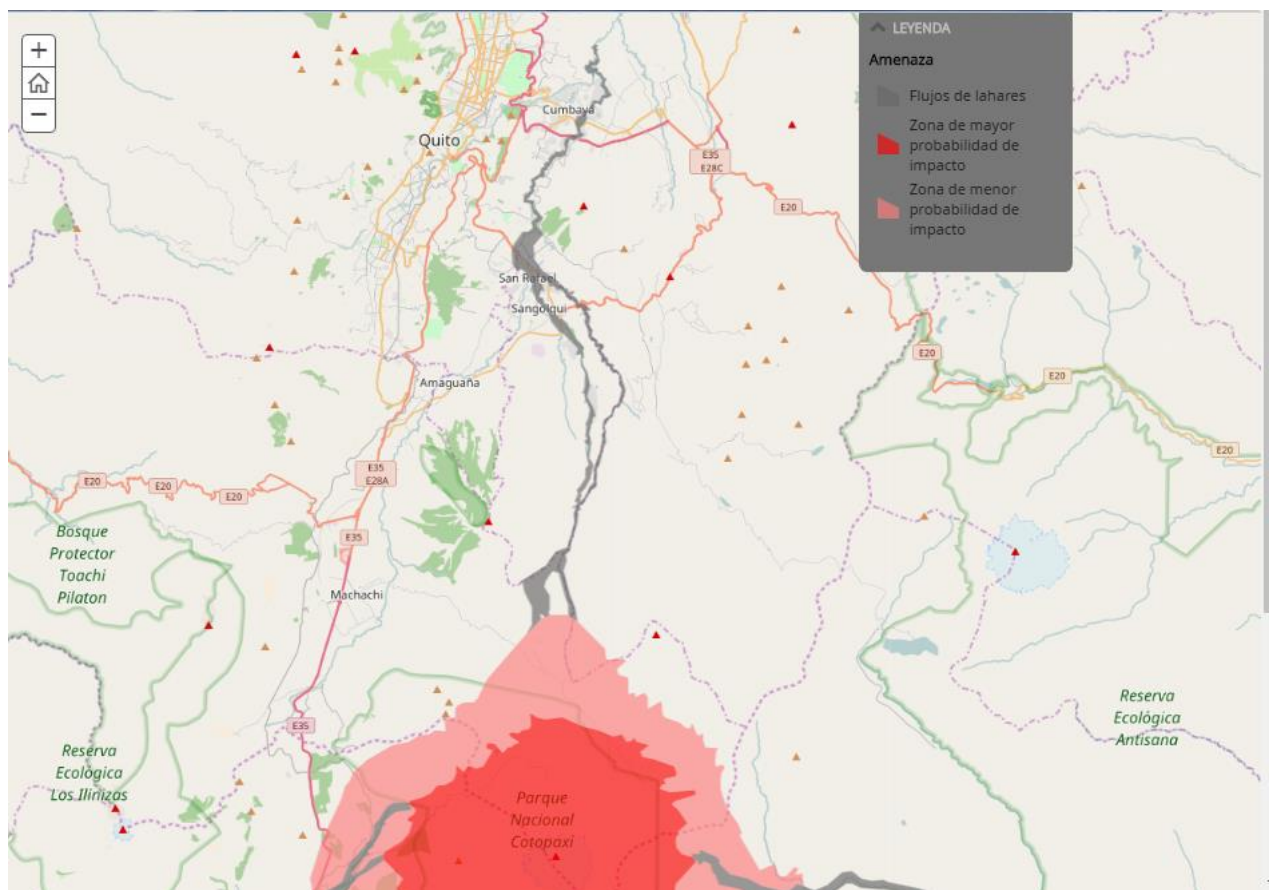 +
−
LEYENDA
Amenaza
Flujos de lahares
Zona de mayor
probabilidad de
impacto
Zona de menor
probabilidad de
impacto
Cumbayá
Quito
E35
E28C
E20
San Rafael
Sangolquí
E20
E20
Amaguaña
E20
E35
E28A
E20
E20
E20
Bosque
Protector
Toachi
Pilaton
E35
Machachi
Reserva
Ecológica
Antisana
E35
Reserva
Ecológica
Los Ilinizas
Parque
Nacional
Cotopaxi